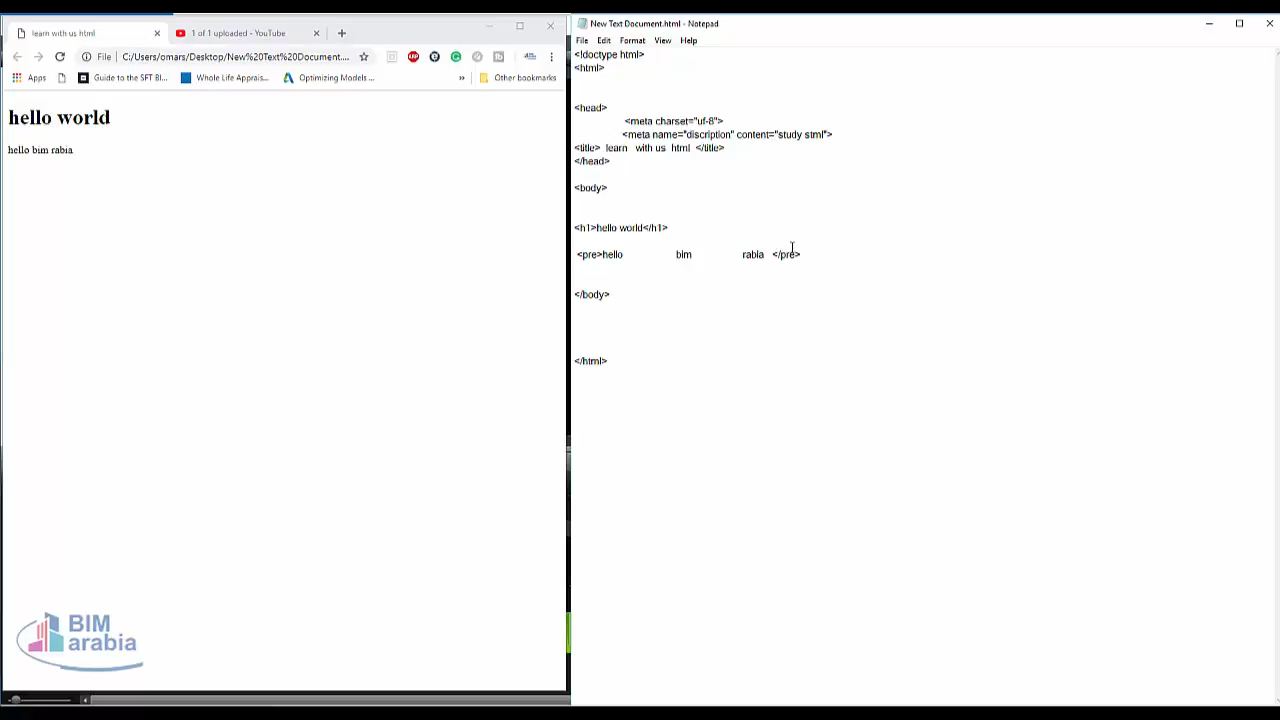 learn with us html
1 of 1 uploaded - YouTube
File
C:/Users/omars/Desktop/New%20Text%20Document....
Apps
Guide to the SFT BI...
Whole Life Apprais...
Optimizing Models ...
»
Other bookmarks
hello world
hello bim rabia
BIM
arabia
New Text Document.html - Notepad
File Edit Format View Help
<!doctype html>
<html>
<head>
<meta charset="uf-8">
<meta name="discription" content="study stml">
<title> learn with us html </title>
</head>
<body>
<h1>hello world</h1>
<pre>hello bim rabia </pre>
</body>
</html>